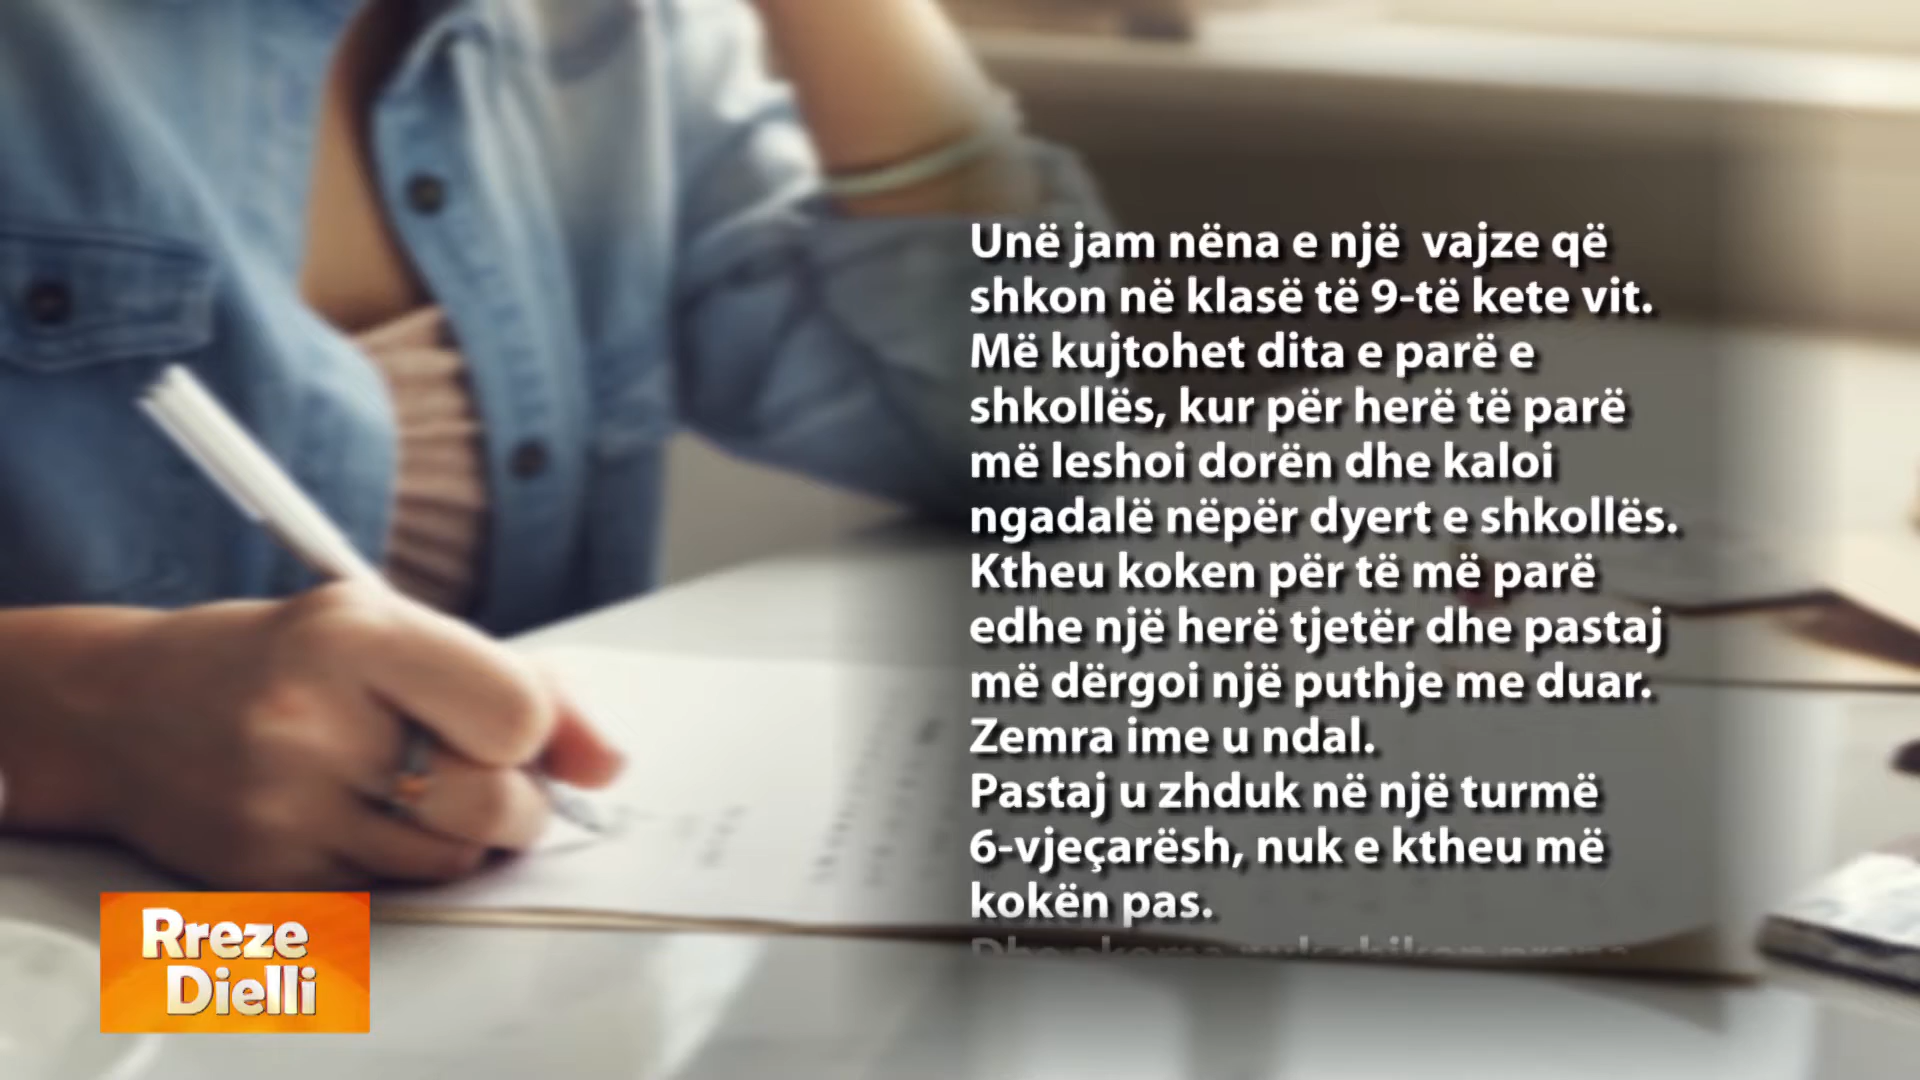 Unë jam nëna e një  vajze që
shkon në klasë të 9-të kete vit.
Më kujtohet dita e parë e
shkollës, kur për herë të parë
më leshoi dorën dhe kaloi
ngadalë nëpër dyert e shkollës.
Ktheu koken për të më parë
edhe një herë tjetër dhe pastaj
më dërgoi një puthje me duar.
Zemra ime u ndal.
Pastaj u zhduk në një turmë
6-vjeçarësh, nuk e ktheu më
kokën pas.
Rreze
Dielli